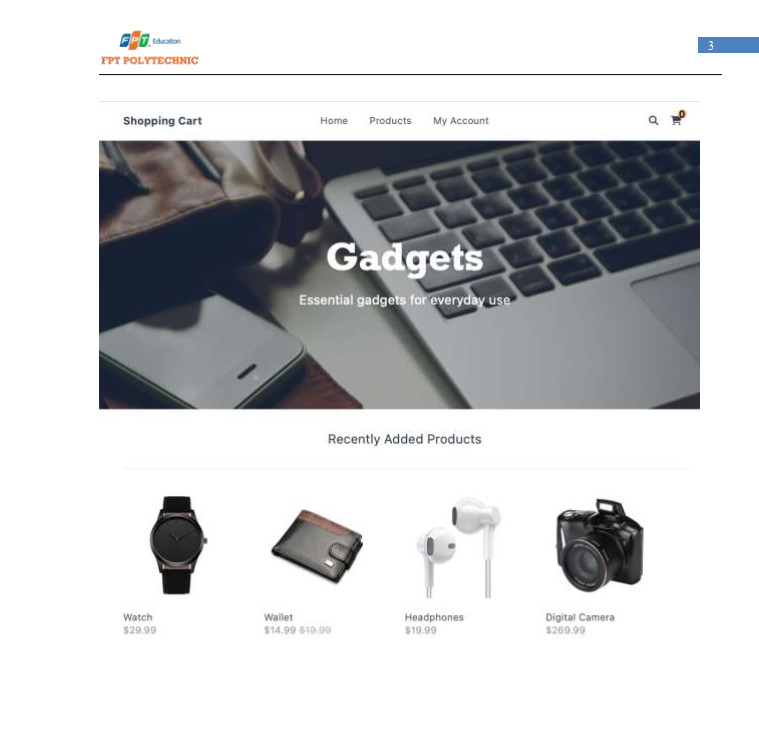 FPT Education
FPT POLYTECHNIC
3
Shopping Cart Home Products My Account 0
Gadgets
Essential gadgets for everyday use
Recently Added Products
Watch Wallet Headphones Digital Camera
$29.99 $14.99 $19.99 $19.99 $269.99